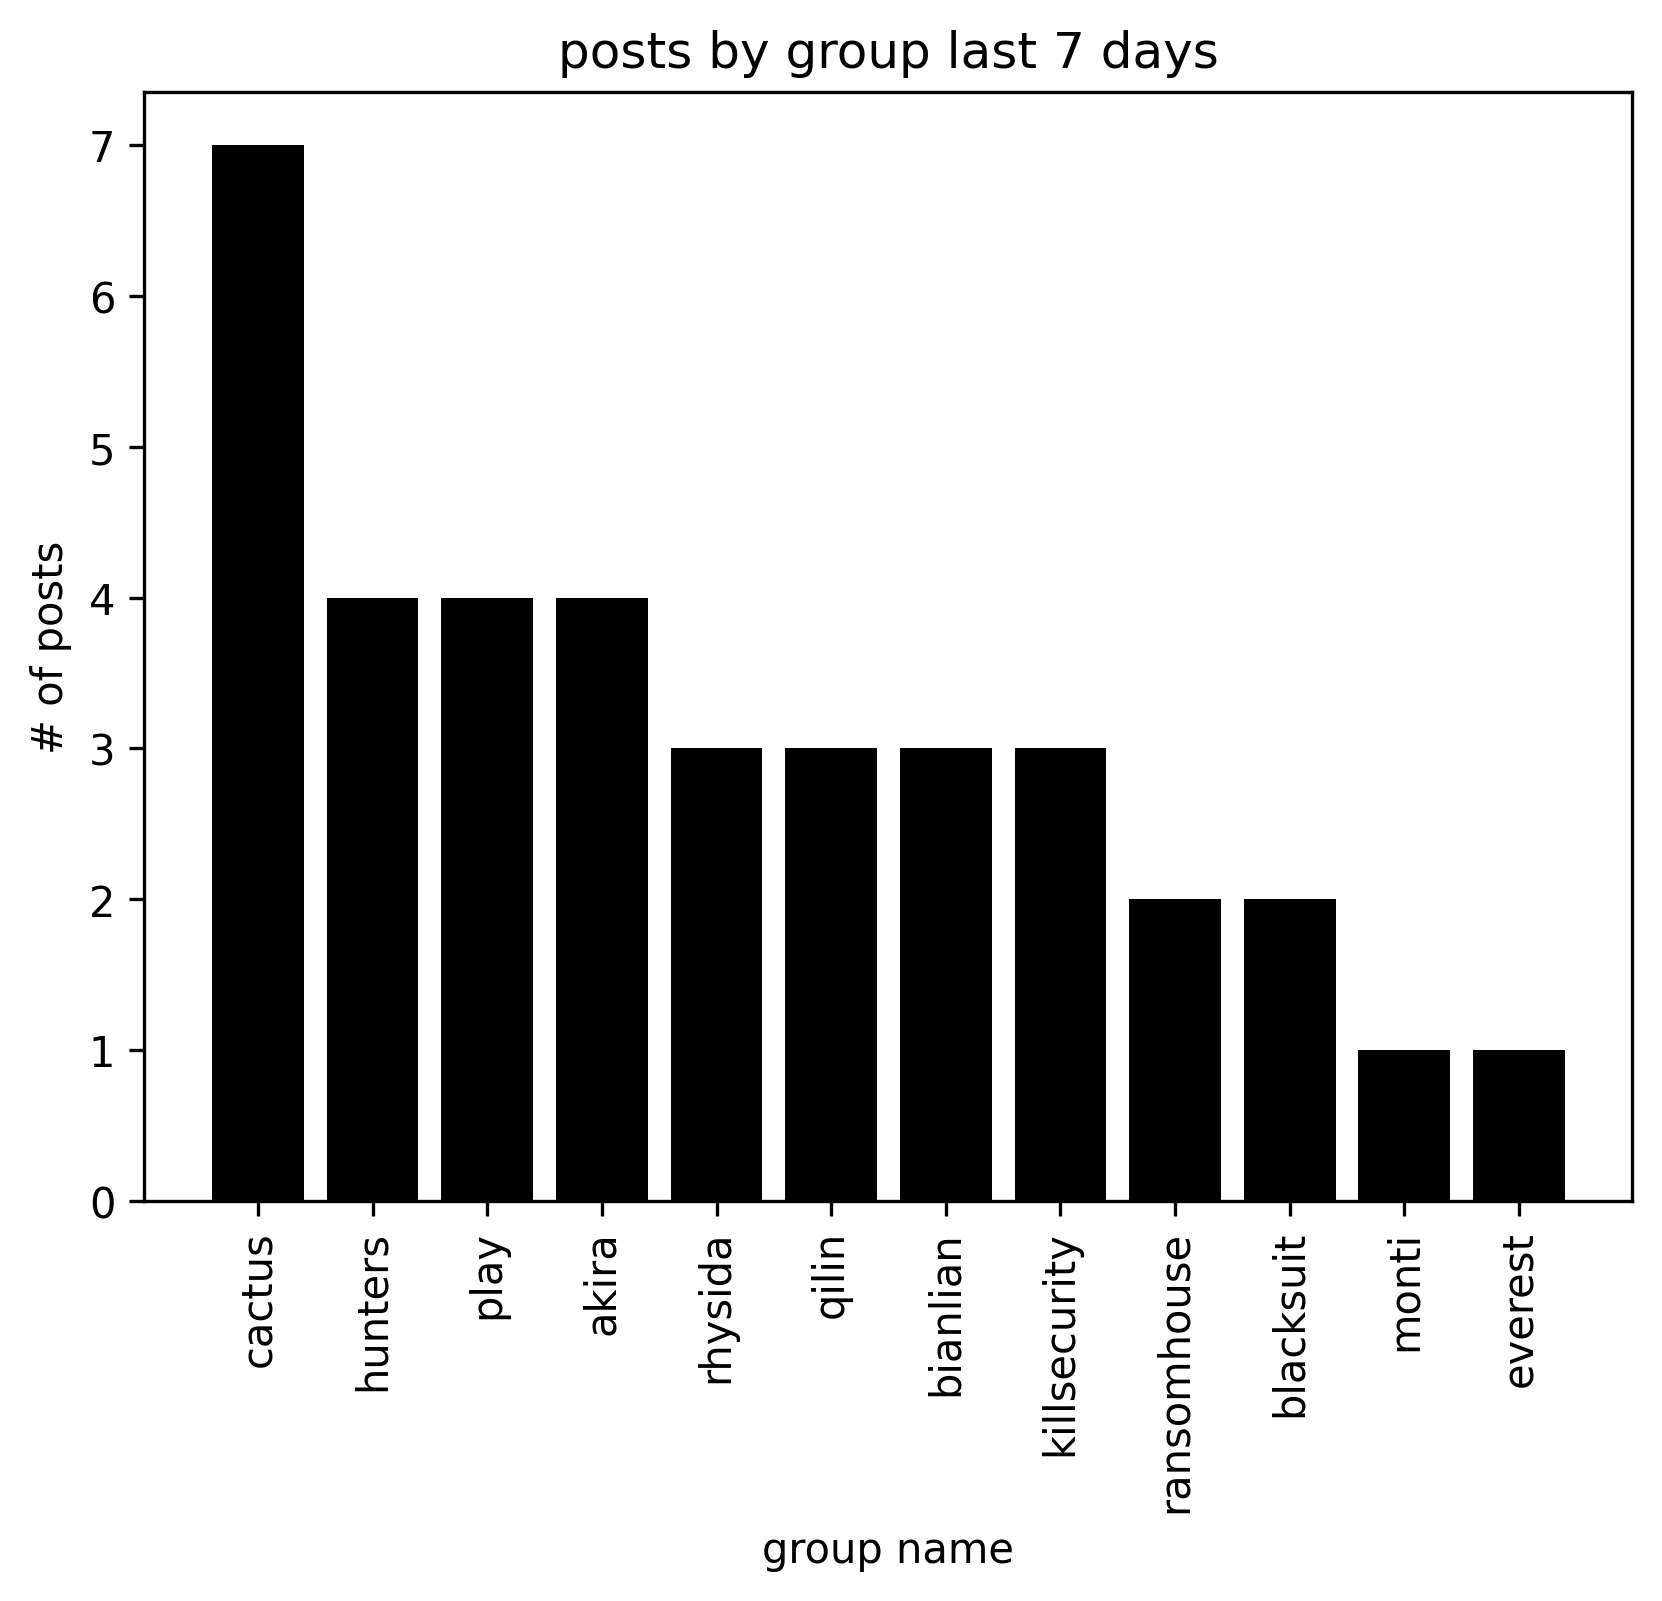 posts by group last 7 days
7
6
5
4
3
2
1
0
# of posts
cactus
hunters
play
akira
rhysida
qilin
bianlian
killsecurity
ransomhouse
blacksuit
monti
everest
group name